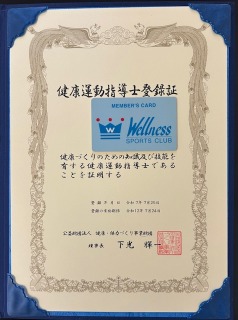 健康運動指導士登録証
MEMBER'S CARD
W
Wellness
SPORTS CLUB
健康づくりのための知識及び技能を
有する健康運動指導士であるこ
とを証明する
公益財団法人 健康・体力づくり事業財団
理事長 下光 輝一